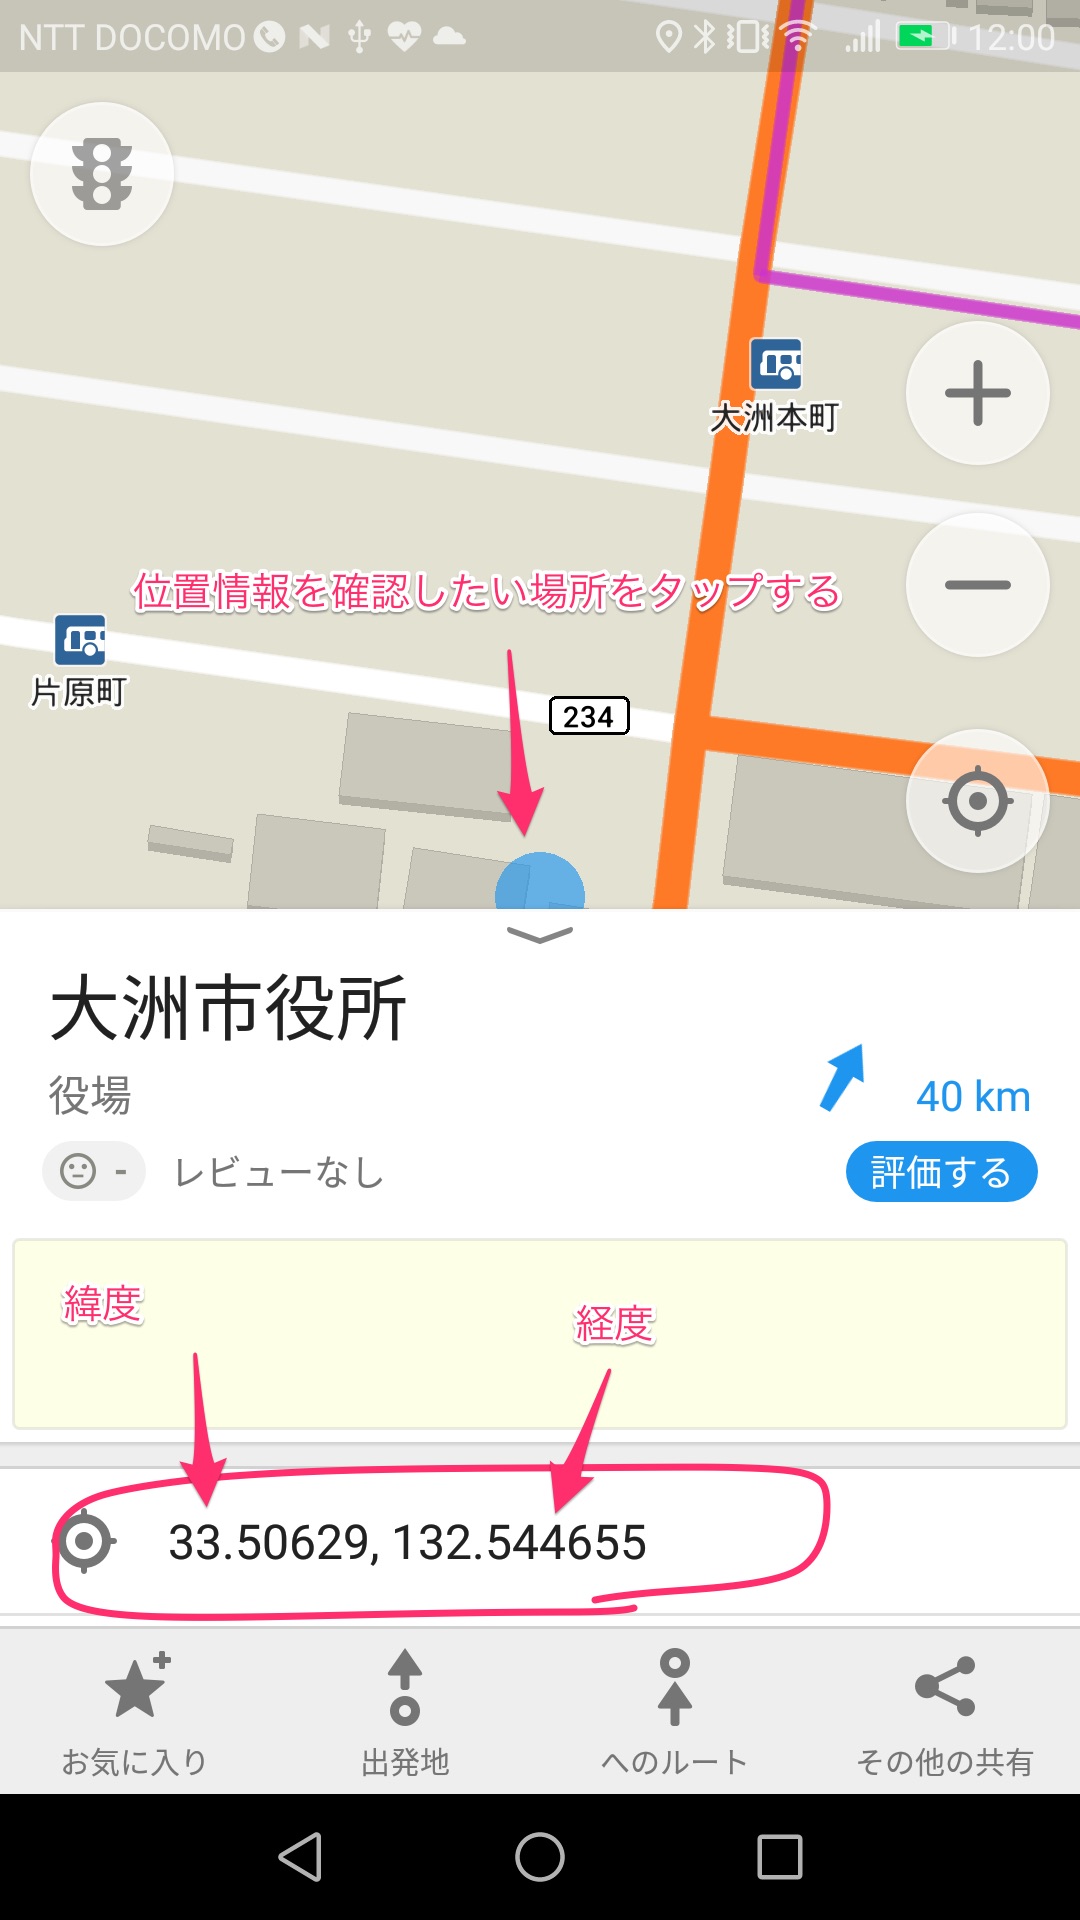 NTT DOCOMO 12:00
大洲本町
位置情報を確認したい場所をタップする
片原町
234
大洲市役所
役場
40 km
- レビューなし
評価する
緯度
経度
33.50629, 132.544655
お気に入り
出発地
へのルート
その他の共有